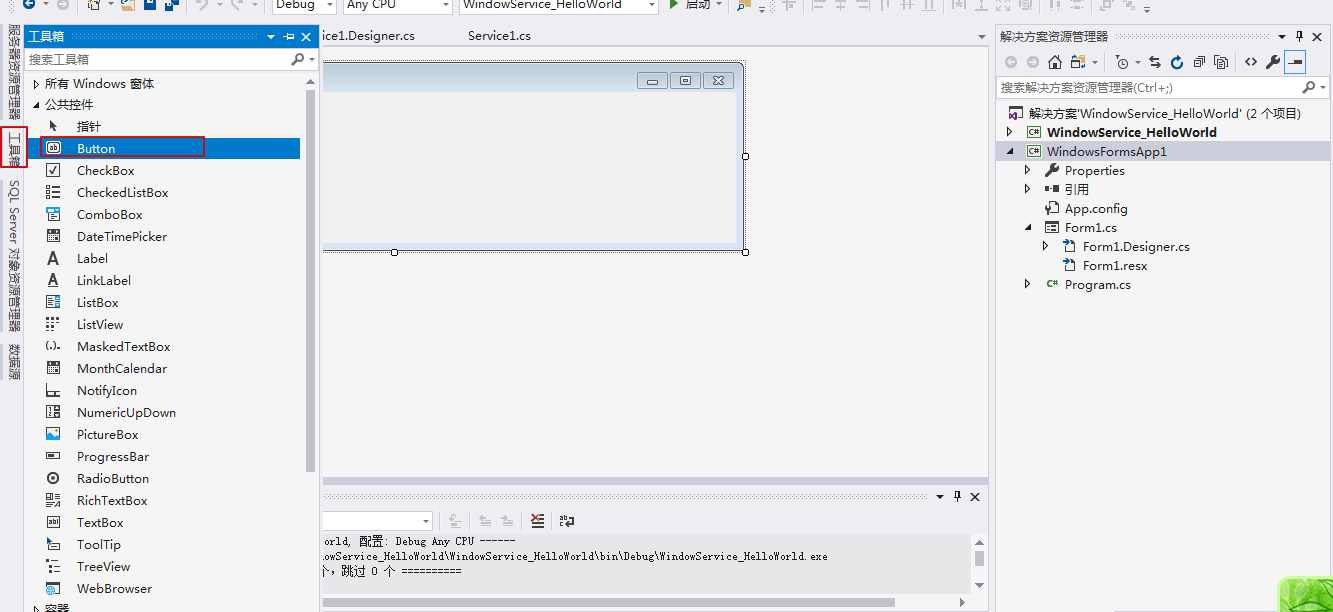 Debug
Any CPU
WindowService_HelloWorld
启动
服务器资源管理器
工具箱
SQL Server 对象资源管理器
数据源
工具箱
搜索工具箱
所有 Windows 窗体
公共控件
指针
Button
CheckBox
CheckedListBox
ComboBox
DateTimePicker
Label
LinkLabel
ListBox
ListView
MaskedTextBox
MonthCalendar
NotifyIcon
NumericUpDown
PictureBox
ProgressBar
RadioButton
RichTextBox
TextBox
ToolTip
TreeView
WebBrowser
容器
ice1.Designer.cs
Service1.cs
orld, 配置: Debug Any CPU ------
owService_HelloWorld\WindowService_HelloWorld\bin\Debug\WindowService_HelloWorld.exe
个，跳过 0 个 ==========
解决方案资源管理器
搜索解决方案资源管理器(Ctrl+;)
解决方案'WindowService_HelloWorld' (2 个项目)
WindowService_HelloWorld
WindowsFormsApp1
Properties
引用
App.config
Form1.cs
Form1.Designer.cs
Form1.resx
Program.cs